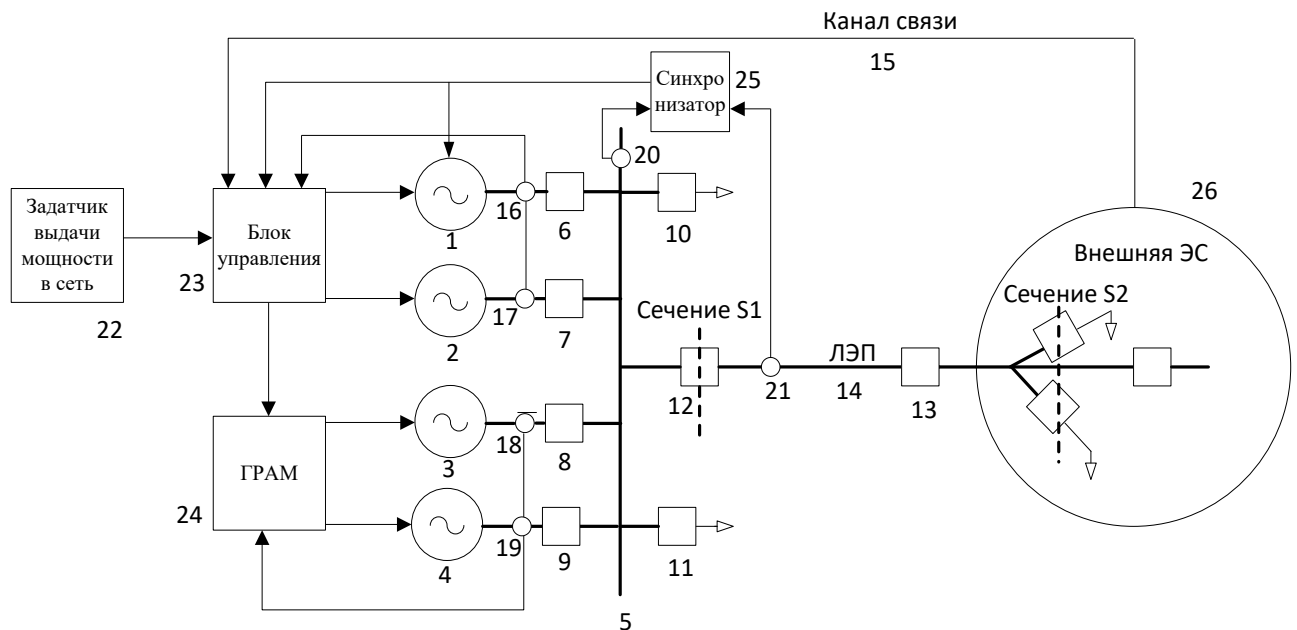 Канал связи
15
Синхро
низатор
25
20
26
Задатчик
выдачи
мощности
в сеть
22
Блок
управления
23
1
16
6
10
Внешняя ЭС
Сечение S1
Сечение S2
2
17
7
12
21
ЛЭП
14
13
ГРАМ
24
3
18
8
4
19
9
11
5